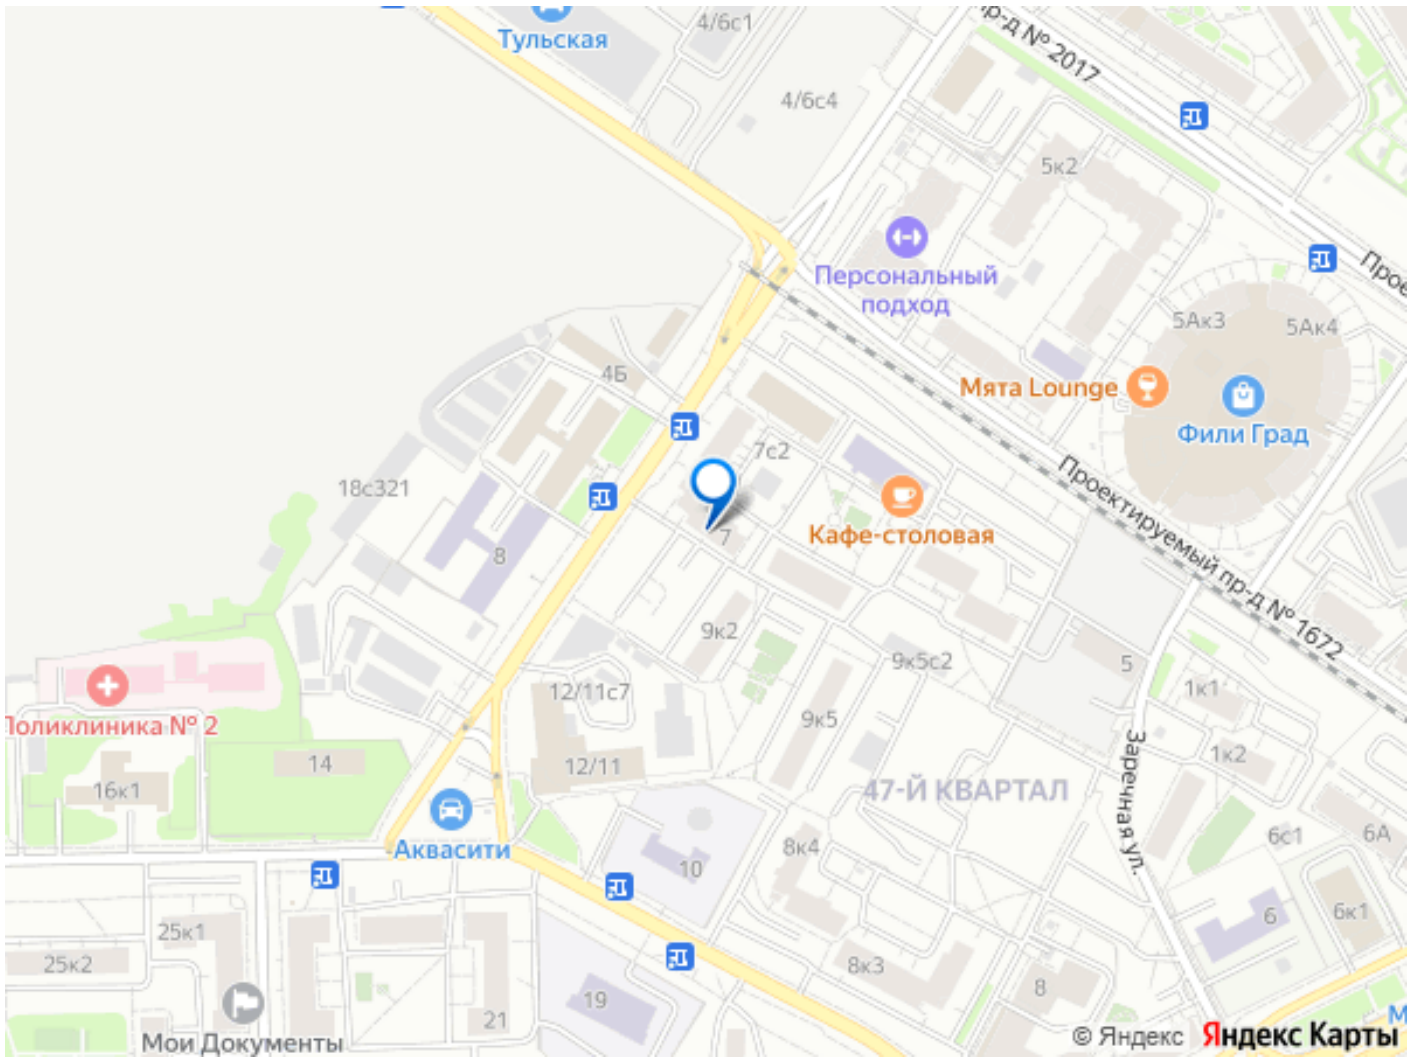 4/6с1
Тульская
пр-д № 2017
4/6с4
5к2
Персональный
подход
Прое
5Ак3
5Ак4
4Б
Мята Lounge
Фили Град
7с2
18с321
Проектируемый пр-д № 1672
Кафе-столовая
7
8
9к2
9к5с2
5
1к1
Поликлиника № 2
12/11с7
9к5
1к2
14
12/11
16к1
47-Й КВАРТАЛ
Заречная ул.
Аквасити
8к4
6с1
6А
10
25к1
6к1
6
25к2
8к3
8
19
21
М
Мои Документы
© Яндекс Яндекс Карты